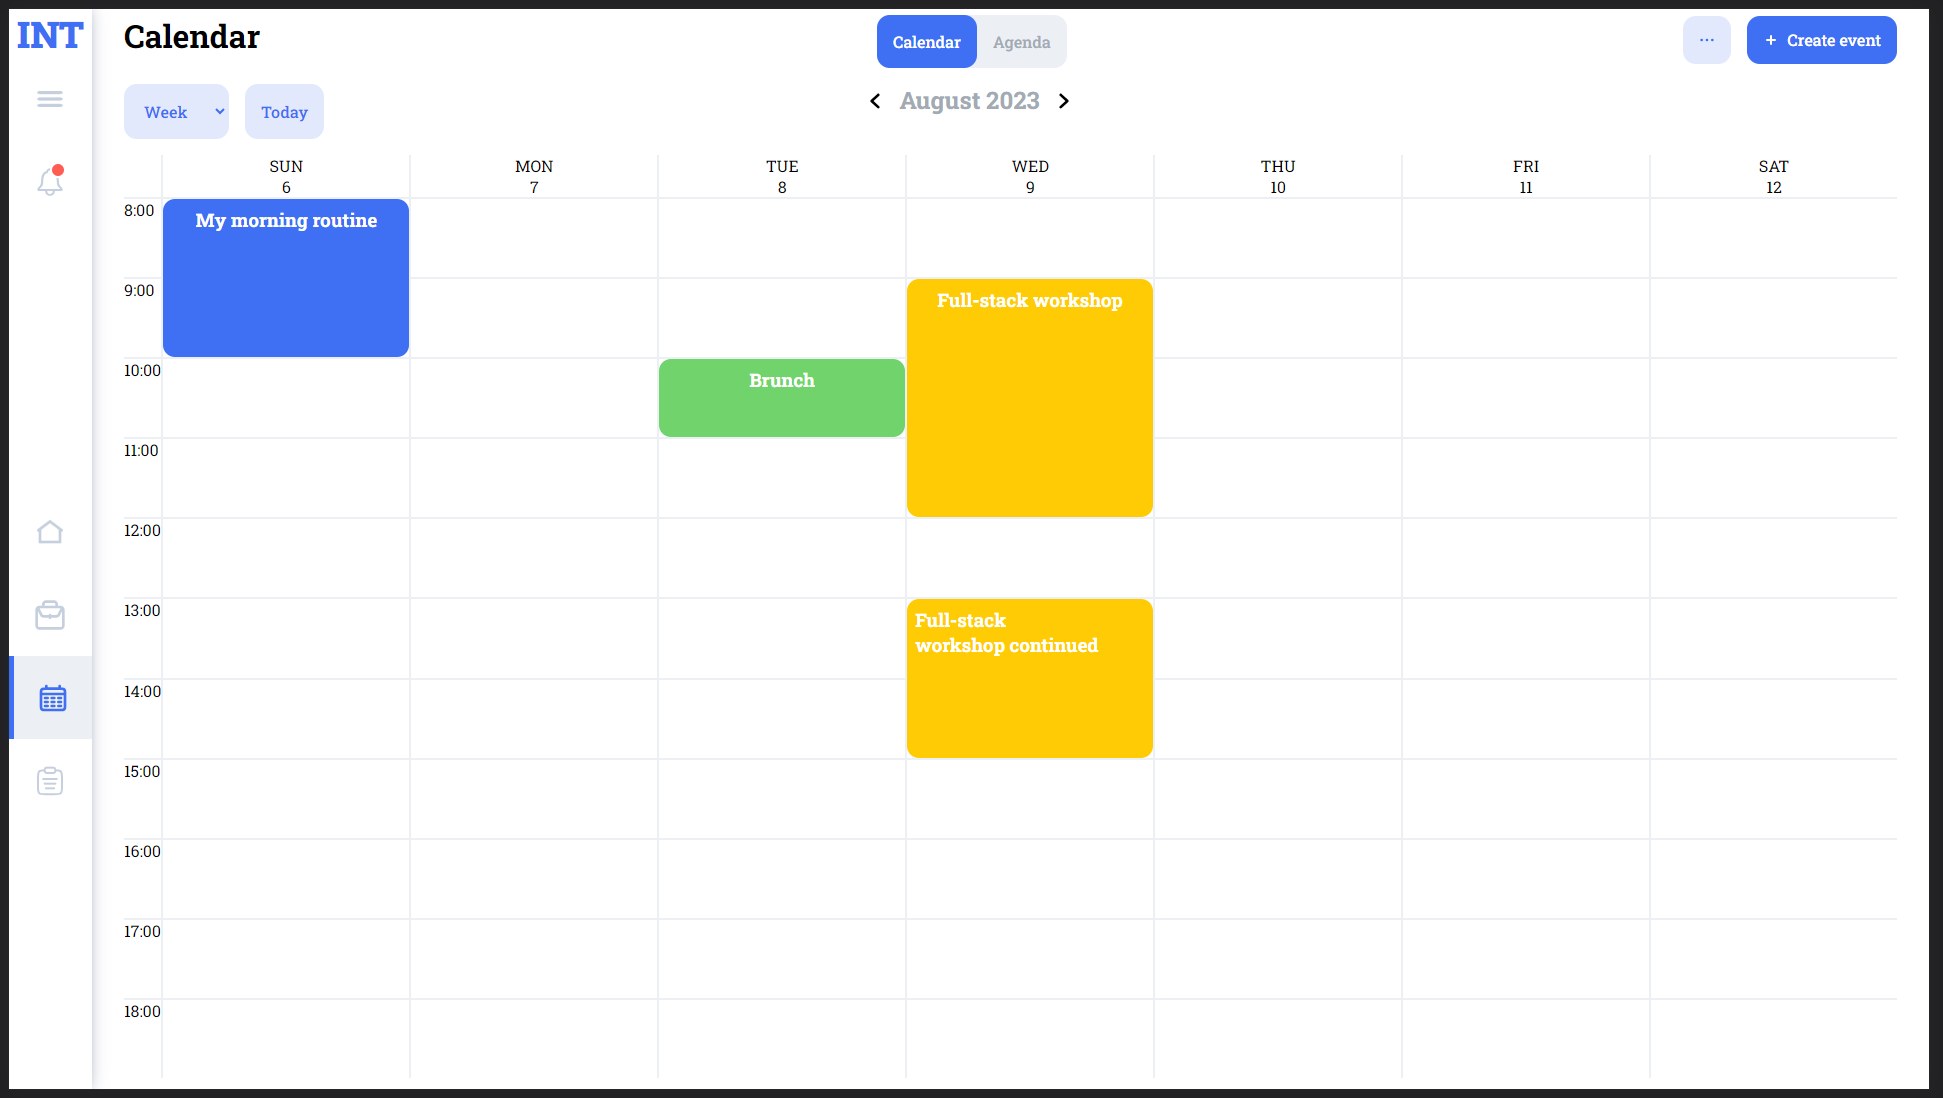 INT
Calendar
Calendar Agenda
... + Create event
Week Today
August 2023
SUN MON TUE WED THU FRI SAT
6 7 8 9 10 11 12
8:00 My morning routine
9:00 Full-stack workshop
10:00 Brunch
11:00
12:00
13:00 Full-stack
workshop continued
14:00
15:00
16:00
17:00
18:00